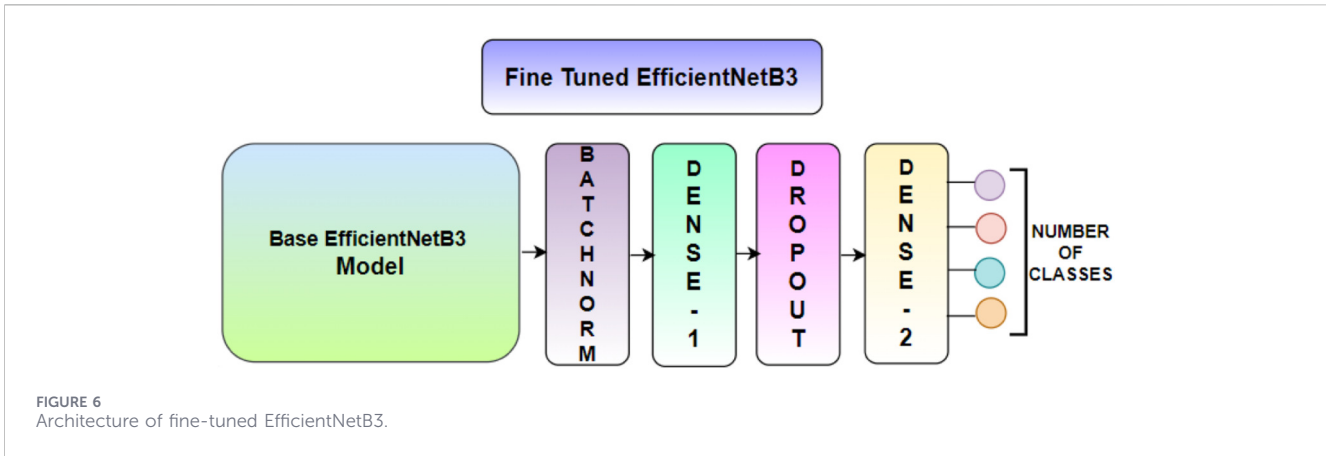 Fine Tuned EfficientNetB3
Base EfficientNetB3
Model
BATCHNORM
DENSE-1
DROPOUT
DENSE-2
NUMBER
OF
CLASSES
FIGURE 6
Architecture of fine-tuned EfficientNetB3.